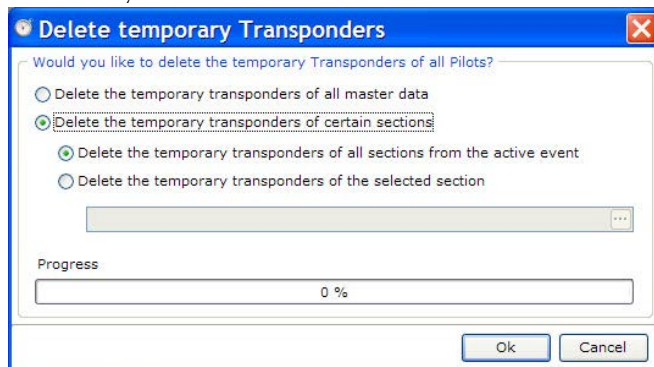 Delete temporary Transponders
Would you like to delete the temporary Transponders of all Pilots?
Delete the temporary transponders of all master data
Delete the temporary transponders of certain sections
Delete the temporary transponders of all sections from the active event
Delete the temporary transponders of the selected section
...
Progress
0 %
Ok Cancel